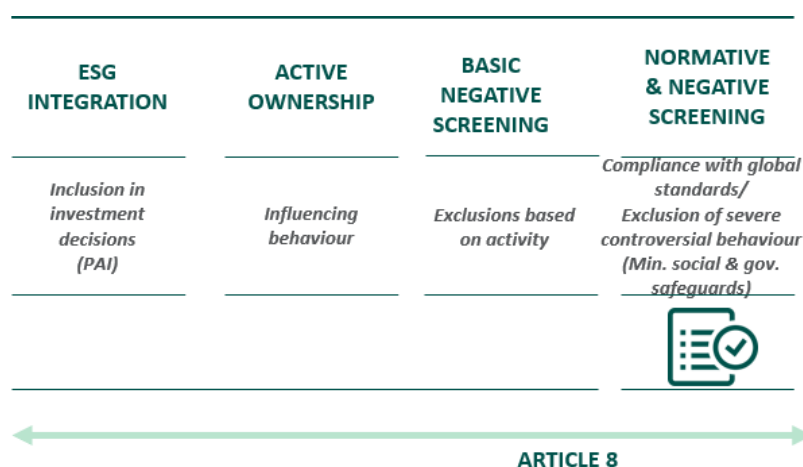 ESG
INTEGRATION
ACTIVE
OWNERSHIP
BASIC
NEGATIVE
SCREENING
NORMATIVE
& NEGATIVE
SCREENING
Inclusion in
investment
decisions
(PAI)
Influencing
behaviour
Exclusions based
on activity
Compliance with global
standards/
Exclusion of severe
controversial behaviour
(Min. social & gov.
safeguards)
ARTICLE 8